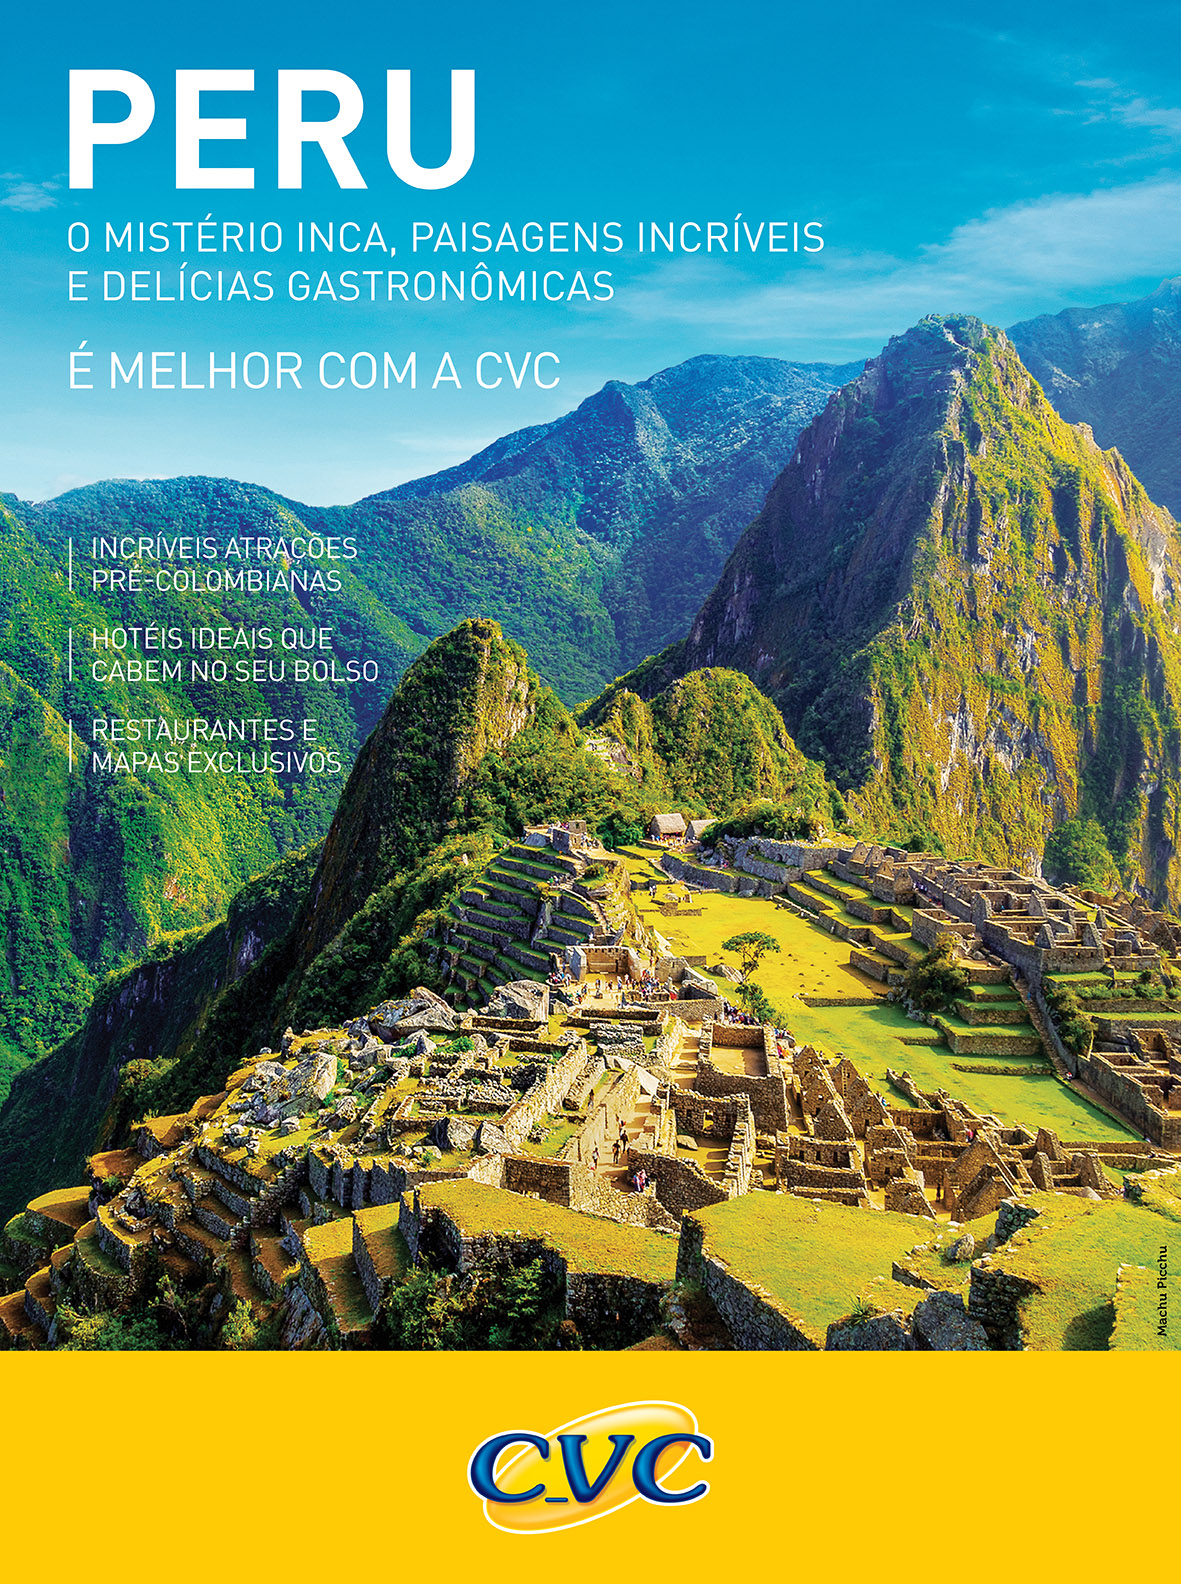 PERU
O MISTÉRIO INCA, PAISAGENS INCRÍVEIS
E DELÍCIAS GASTRONÔMICAS
É MELHOR COM A CVC
INCRÍVEIS ATRAÇÕES
PRÉ-COLOMBIANAS
HOTÉIS IDEAIS QUE
CABEM NO SEU BOLSO
RESTAURANTES E
MAPAS EXCLUSIVOS
Machu Picchu
CVC